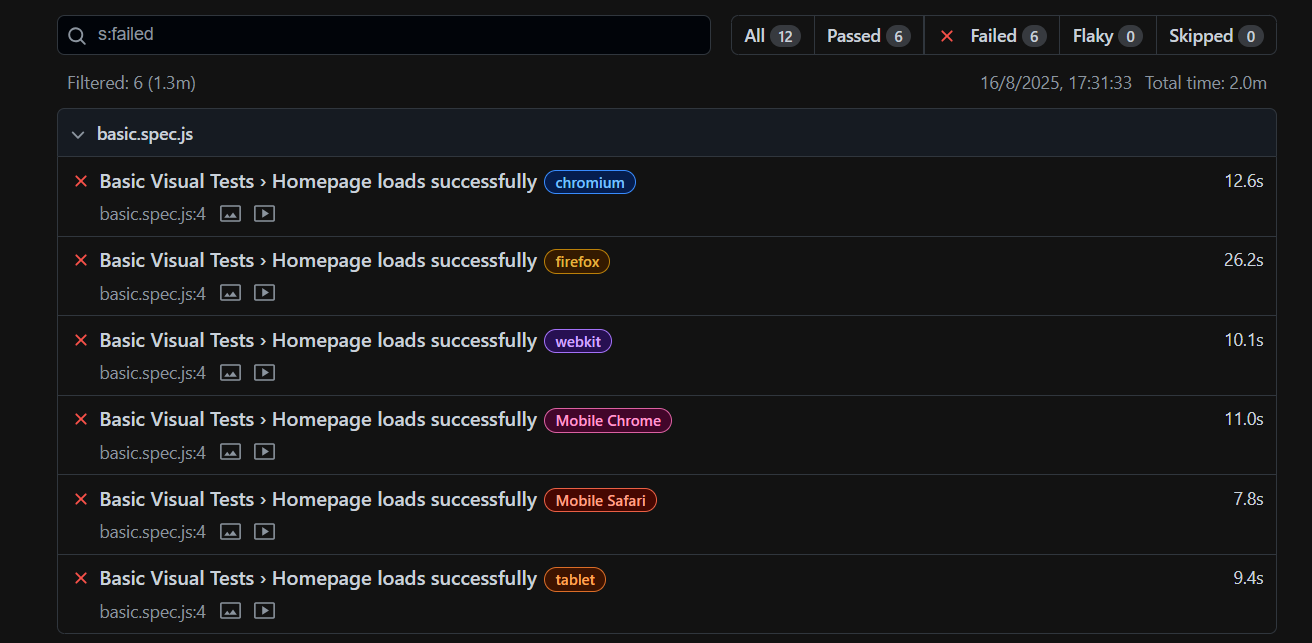 s:failed
All 12 Passed 6 Failed 6 Flaky 0 Skipped 0
Filtered: 6 (1.3m) 16/8/2025, 17:31:33 Total time: 2.0m
basic.spec.js
Basic Visual Tests › Homepage loads successfully chromium 12.6s
basic.spec.js:4
Basic Visual Tests › Homepage loads successfully firefox 26.2s
basic.spec.js:4
Basic Visual Tests › Homepage loads successfully webkit 10.1s
basic.spec.js:4
Basic Visual Tests › Homepage loads successfully Mobile Chrome 11.0s
basic.spec.js:4
Basic Visual Tests › Homepage loads successfully Mobile Safari 7.8s
basic.spec.js:4
Basic Visual Tests › Homepage loads successfully tablet 9.4s
basic.spec.js:4